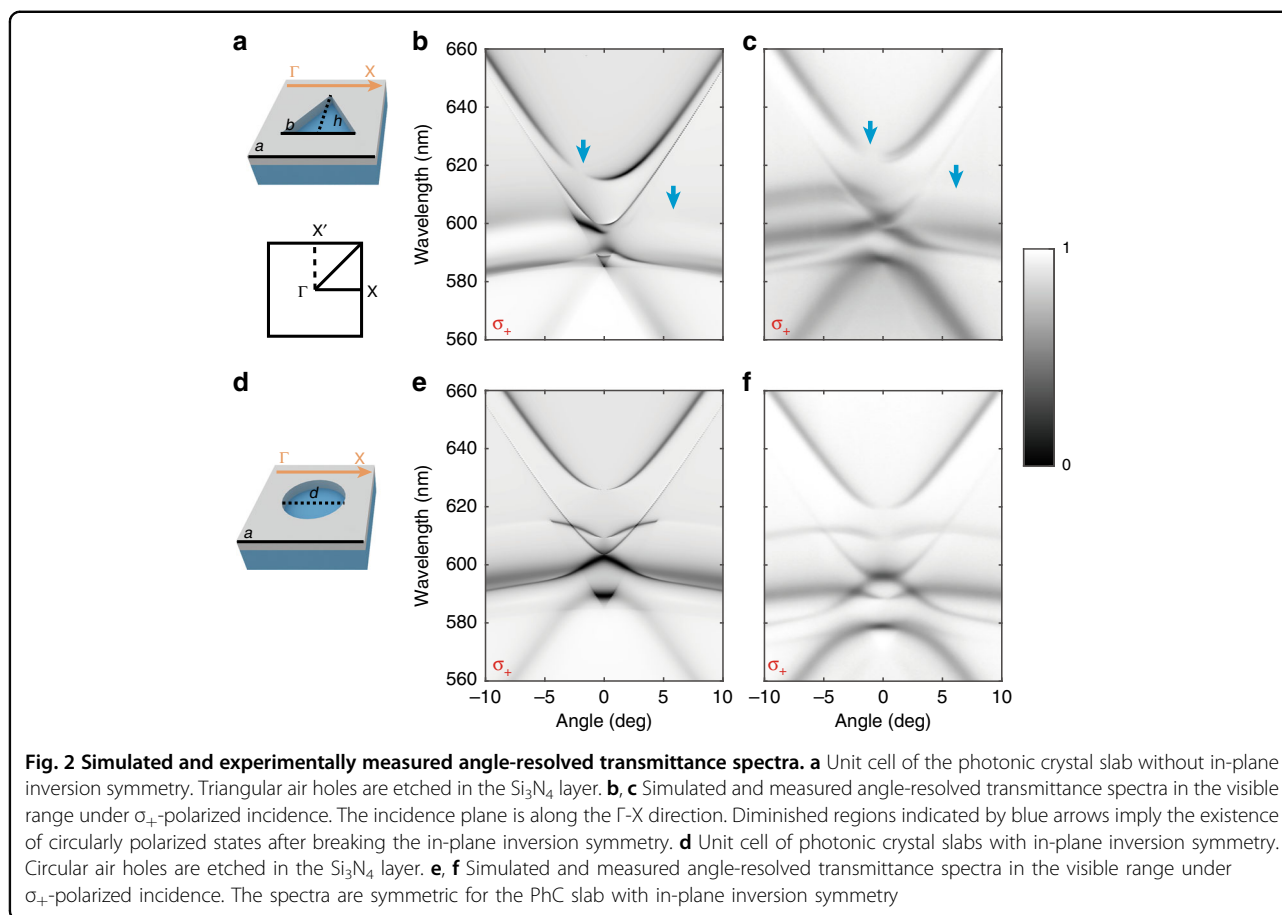 a
Γ
X
b
h
a
X′
Γ
X
b
660
640
620
600
580
560
Wavelength (nm)
σ+
c
σ+
1
0
d
Γ
X
d
a
e
660
640
620
600
580
560
Wavelength (nm)
σ+
–10
–5
0
5
10
Angle (deg)
f
σ+
–10
–5
0
5
10
Angle (deg)
Fig. 2 Simulated and experimentally measured angle-resolved transmittance spectra. a Unit cell of the photonic crystal slab without in-plane
inversion symmetry. Triangular air holes are etched in the Si₃N₄ layer. b, c Simulated and measured angle-resolved transmittance spectra in the visible
range under σ₊-polarized incidence. The incidence plane is along the Γ-X direction. Diminished regions indicated by blue arrows imply the existence
of circularly polarized states after breaking the in-plane inversion symmetry. d Unit cell of photonic crystal slabs with in-plane inversion symmetry.
Circular air holes are etched in the Si₃N₄ layer. e, f Simulated and measured angle-resolved transmittance spectra in the visible range under
σ₊-polarized incidence. The spectra are symmetric for the PhC slab with in-plane inversion symmetry